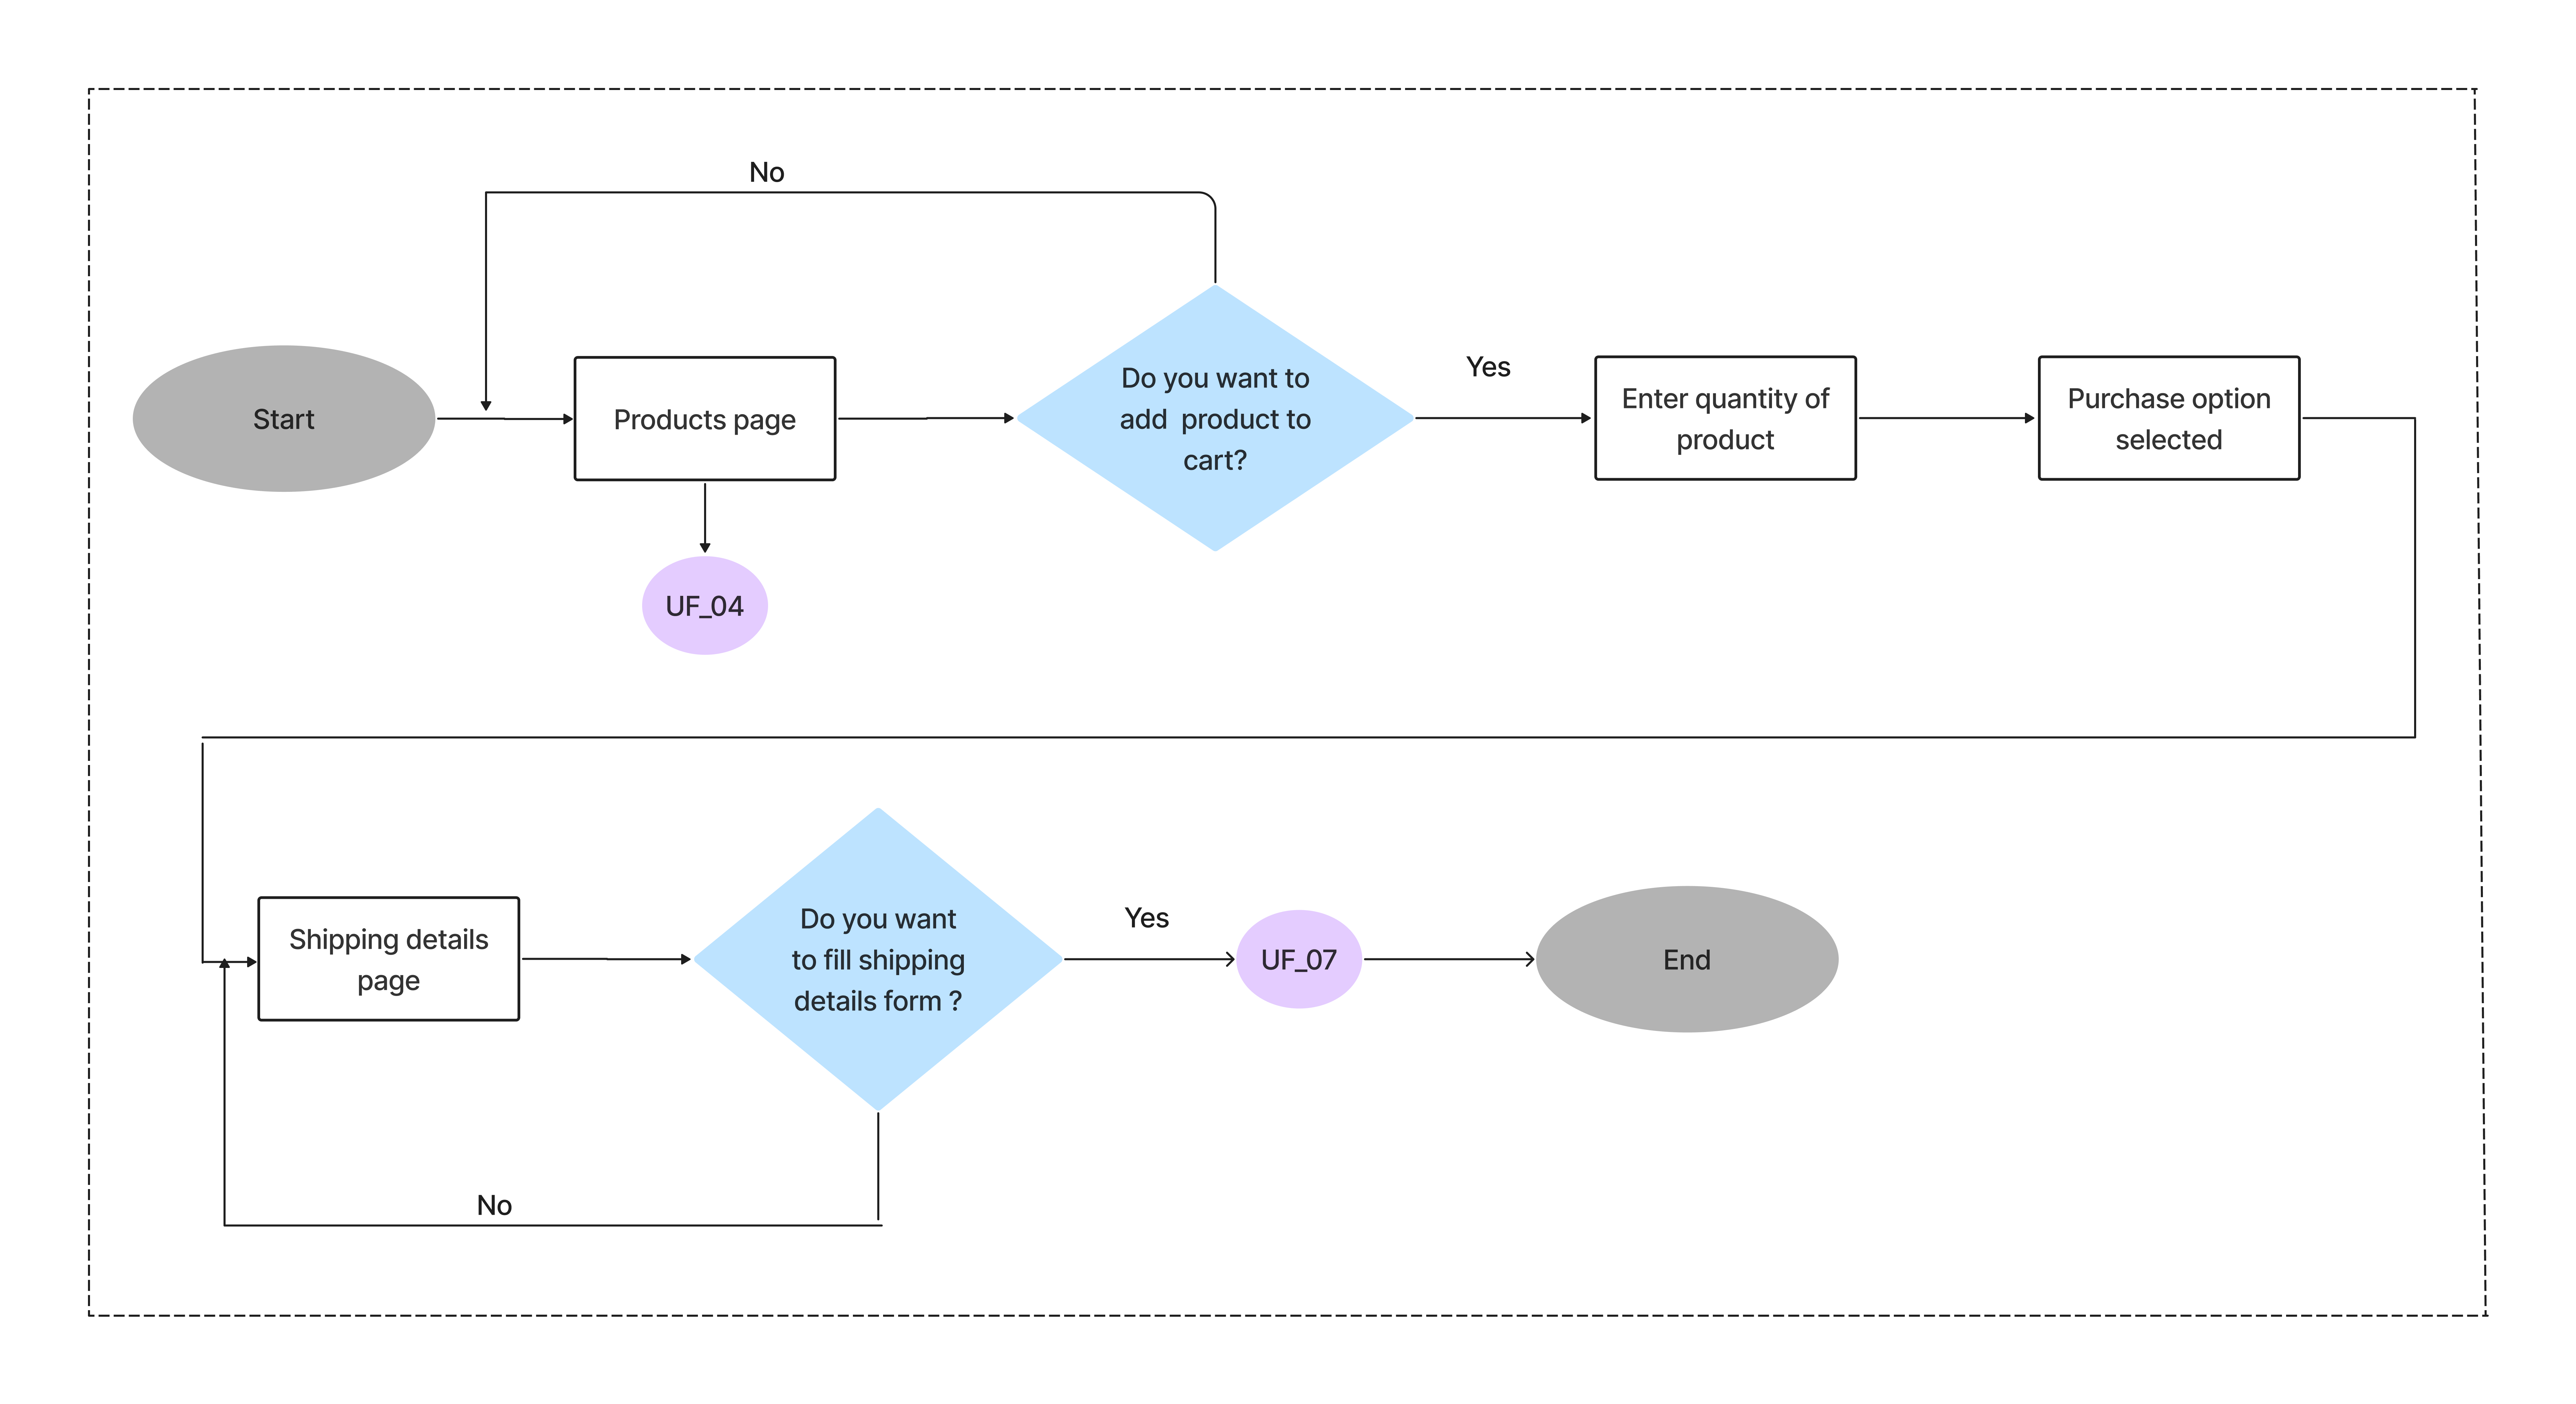 No
Start
Products page
Do you want to
add  product to
cart?
Yes
Enter quantity of
product
Purchase option
selected
UF_04
Shipping details
page
Do you want
to fill shipping
details form ?
Yes
UF_07
End
No